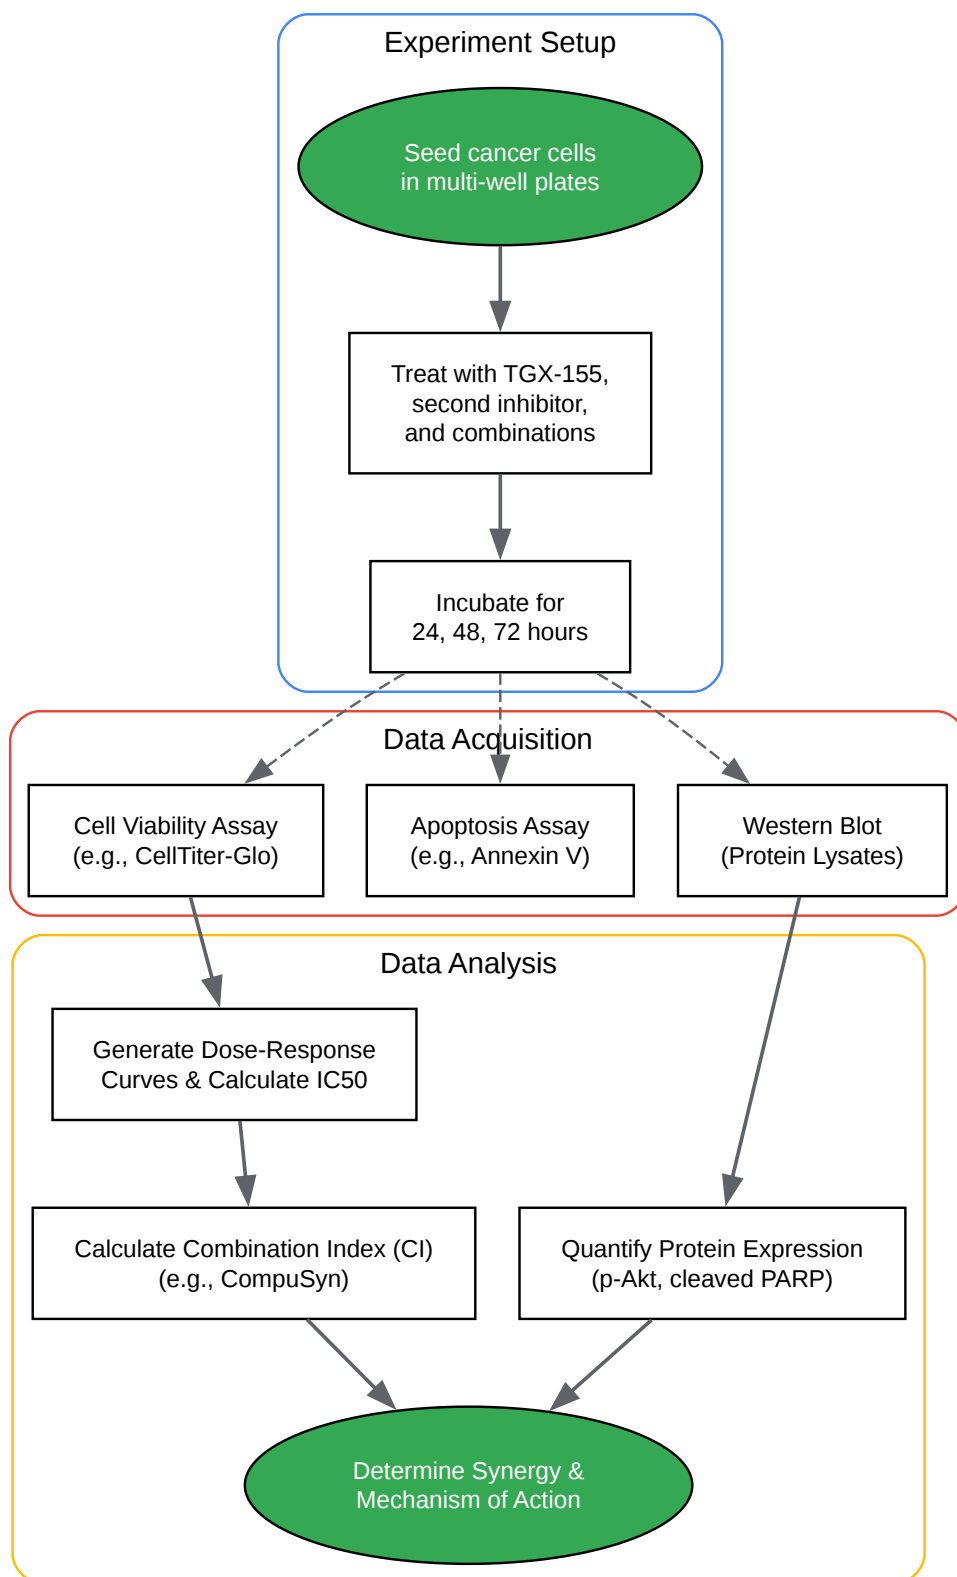 Experiment Setup
Seed cancer cells
in multi-well plates
Treat with TGX-155,
second inhibitor,
and combinations
Incubate for
24, 48, 72 hours
Data Acquisition
Cell Viability Assay
(e.g., CellTiter-Glo)
Apoptosis Assay
(e.g., Annexin V)
Western Blot
(Protein Lysates)
Data Analysis
Generate Dose-Response
Curves & Calculate IC50
Calculate Combination Index (CI)
(e.g., CompuSyn)
Quantify Protein Expression
(p-Akt, cleaved PARP)
Determine Synergy &
Mechanism of Action